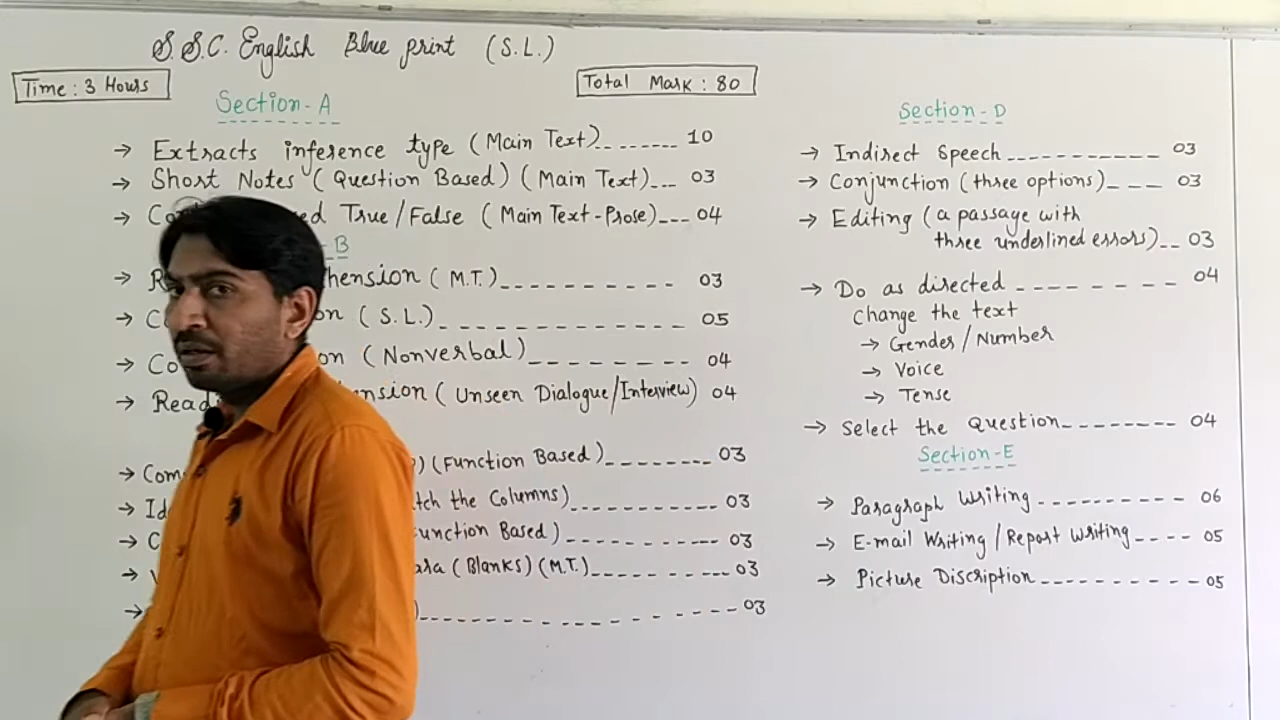 S.S.C. English Blue print (S.L.)
Time: 3 Hours
Total Mark: 80
Section-A
→ Extracts inference type (Main Text)-------- 10
→ Short Notes (Question Based) (Main Text)--- 03
→ True/False (Main Text-Prose)--- 04
-B
→ (M.T.)---------- 03
→ (S.L.)------------- 05
→ (Nonverbal)------- 04
→ (Unseen Dialogue/Interview) 04
→ (Function Based)------- 03
→ the Columns)----------- 03
→ Based)---------- 03
→ (Blanks) (M.T.)--------- 03
→ --------------- 03
Section-D
→ Indirect Speech----------- 03
→ Conjunction (three options)---- 03
→ Editing (a passage with
three underlined errors)-- 03
→ Do as directed -------- 04
change the text
→ Gender/Number
→ Voice
→ Tense
→ Select the Question-------- 04
Section-E
→ Paragraph Writing ---------- 06
→ E-mail Writing/Report Writing---- 05
→ Picture Discription---------- 05